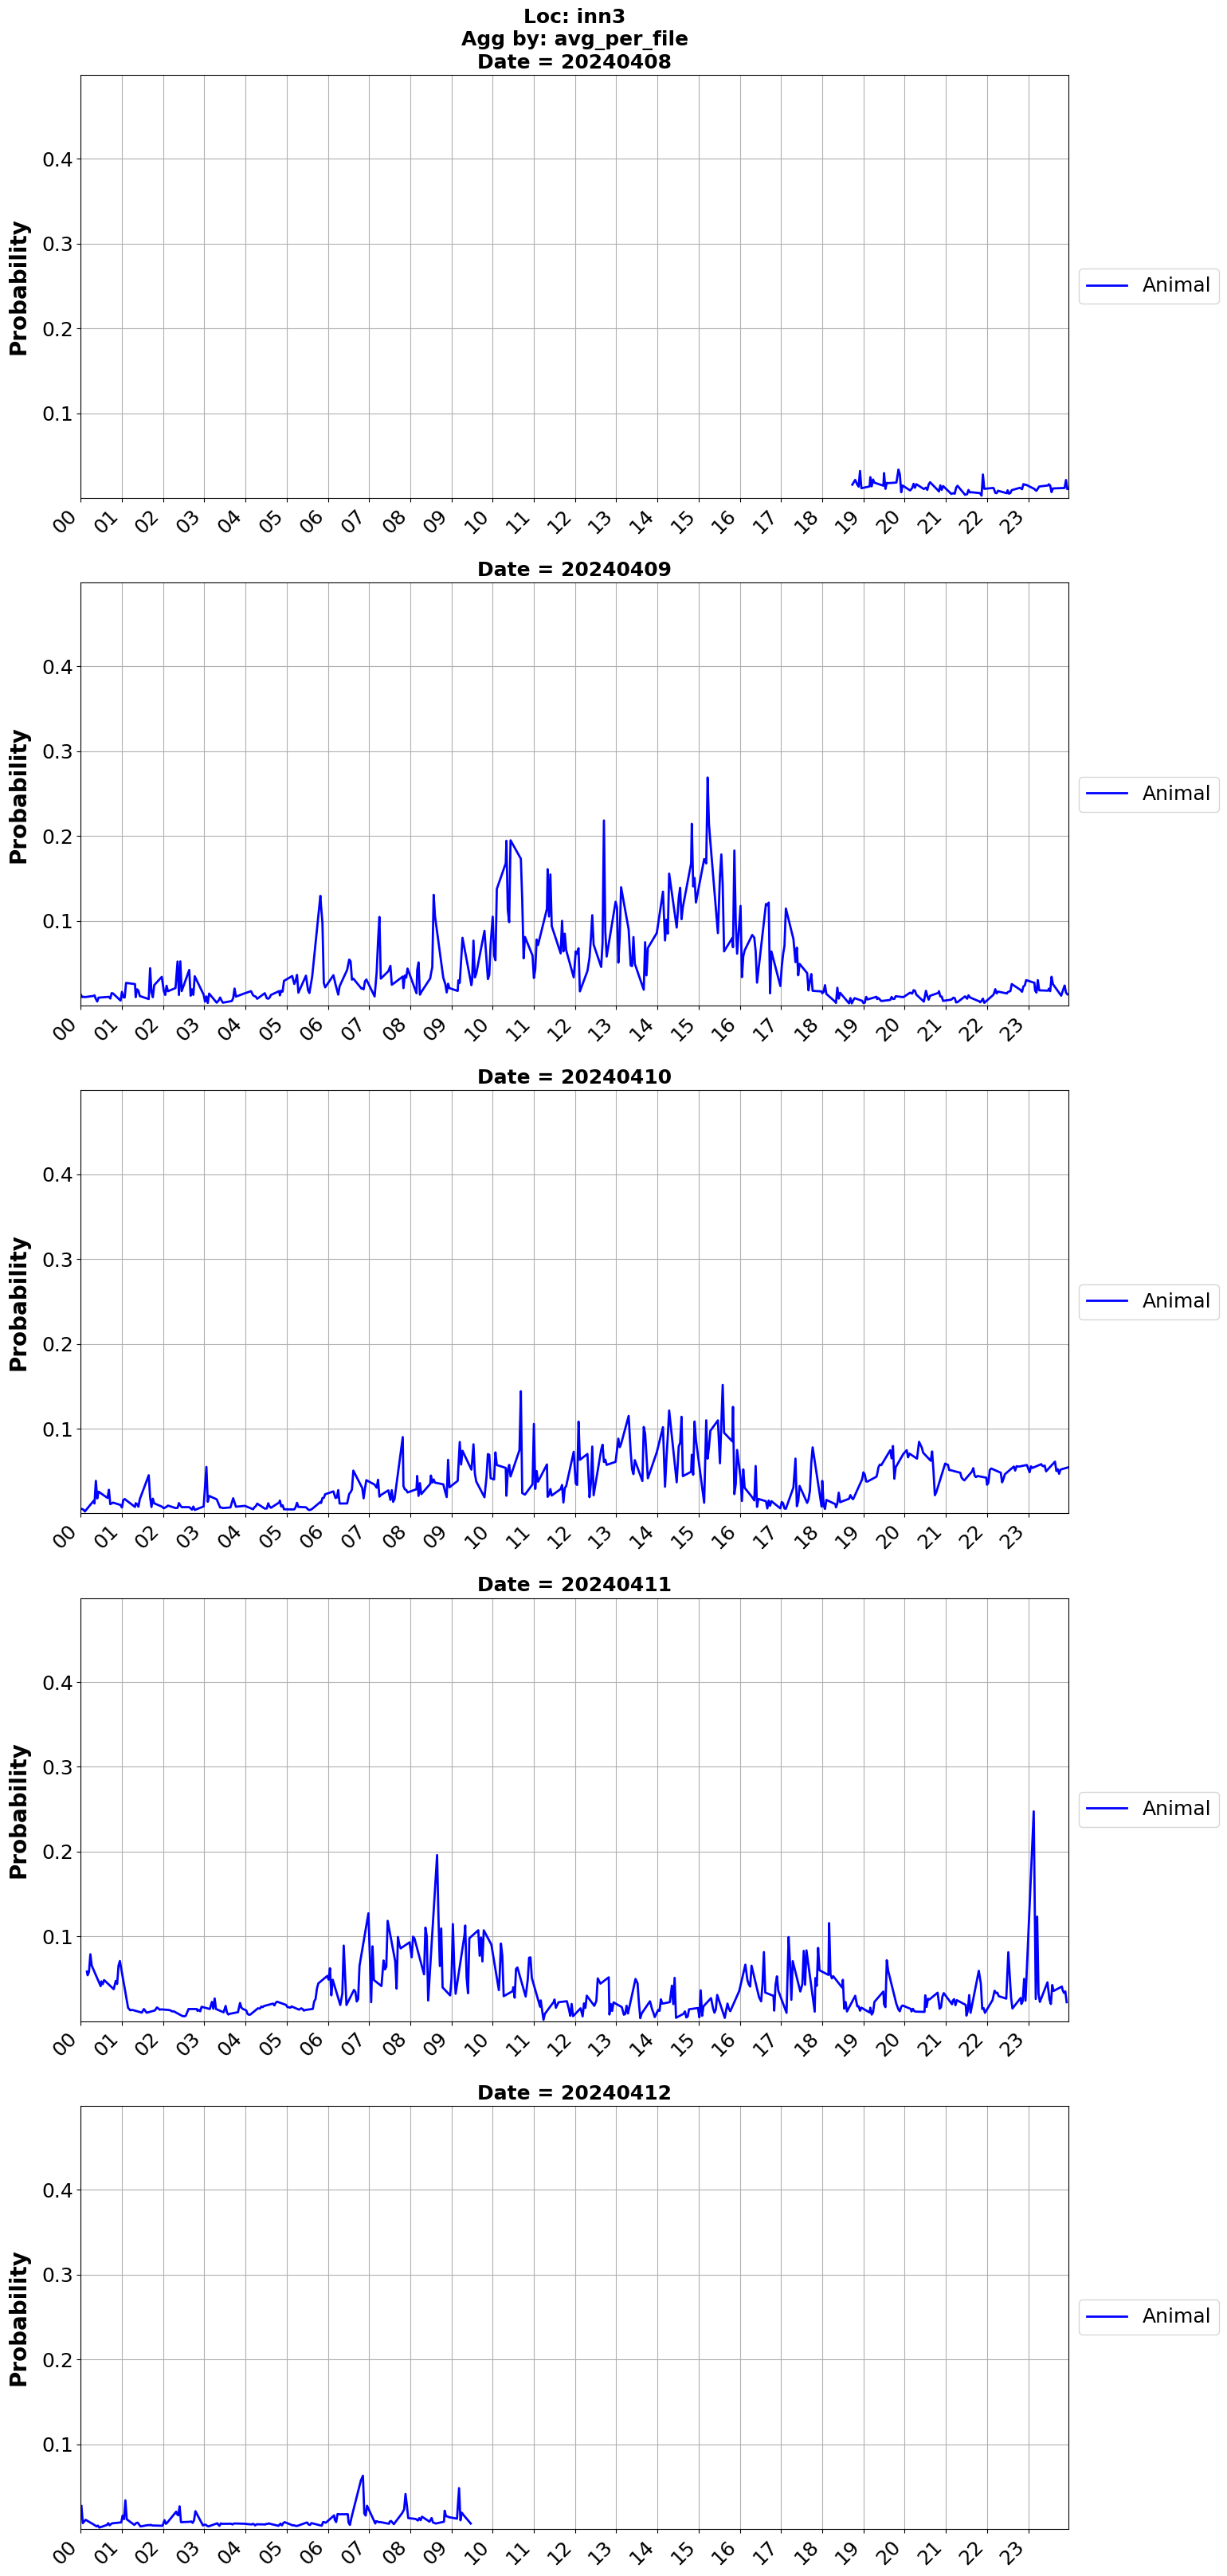 Loc: inn3
Agg by: avg_per_file
Date = 20240408
Probability
0.4
0.3
0.2
0.1
00 01 02 03 04 05 06 07 08 09 10 11 12 13 14 15 16 17 18 19 20 21 22 23
Animal
Date = 20240409
Probability
0.4
0.3
0.2
0.1
00 01 02 03 04 05 06 07 08 09 10 11 12 13 14 15 16 17 18 19 20 21 22 23
Animal
Date = 20240410
Probability
0.4
0.3
0.2
0.1
00 01 02 03 04 05 06 07 08 09 10 11 12 13 14 15 16 17 18 19 20 21 22 23
Animal
Date = 20240411
Probability
0.4
0.3
0.2
0.1
00 01 02 03 04 05 06 07 08 09 10 11 12 13 14 15 16 17 18 19 20 21 22 23
Animal
Date = 20240412
Probability
0.4
0.3
0.2
0.1
00 01 02 03 04 05 06 07 08 09 10 11 12 13 14 15 16 17 18 19 20 21 22 23
Animal